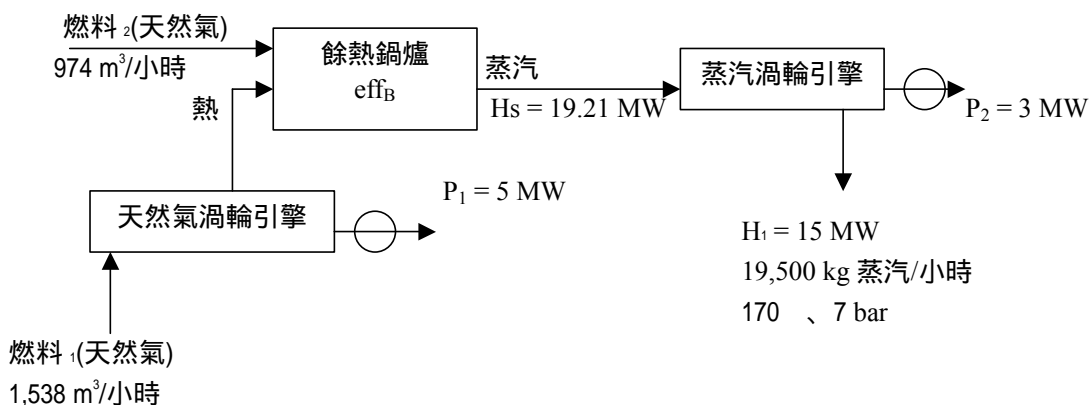 燃料 ₂(天然氣)
974 m³/小時
熱
餘熱鍋爐
eff_B
蒸汽
Hs = 19.21 MW
蒸汽渦輪引擎
P₂ = 3 MW
天然氣渦輪引擎
P₁ = 5 MW
H₁ = 15 MW
19,500 kg 蒸汽/小時
170 、7 bar
燃料 ₁(天然氣)
1,538 m³/小時